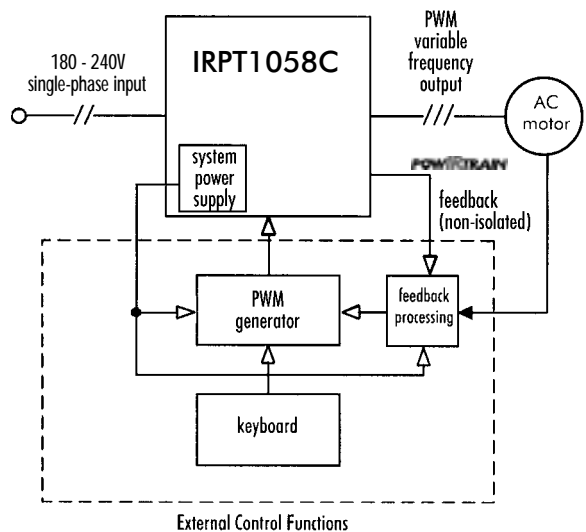 PWM
variable
frequency
output
180 - 240V
single-phase input
IRPT1058C
AC
motor
system
power
supply
POWIRTRAIN
feedback
(non-isolated)
PWM
generator
feedback
processing
keyboard
External Control Functions